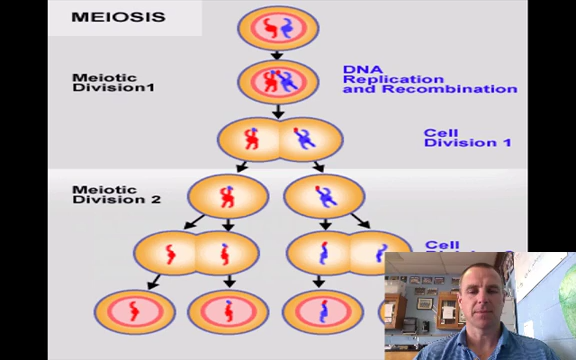 MEIOSIS
DNA
Replication
and Recombination
Meiotic
Division1
Cell
Division 1
Meiotic
Division 2
Cell